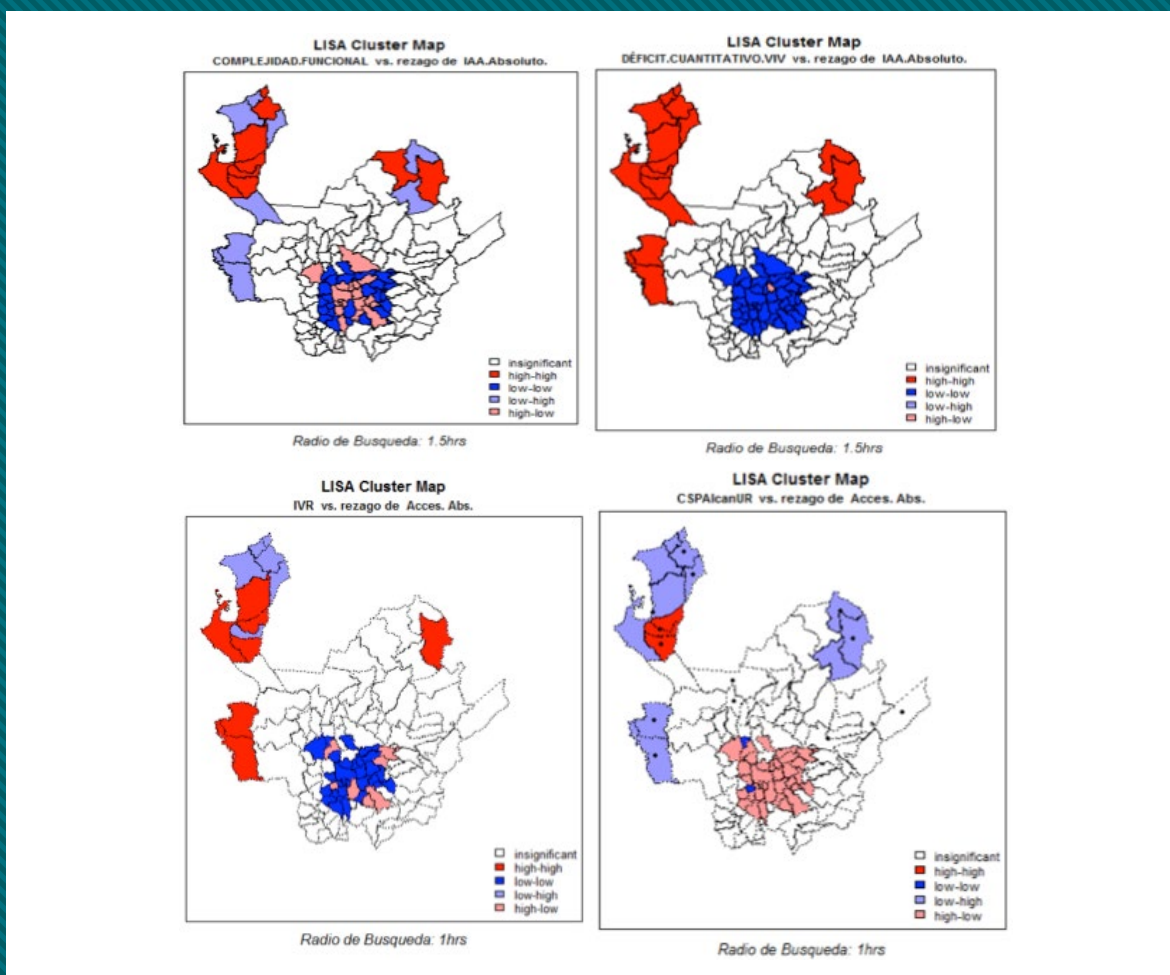 LISA Cluster Map
COMPLEJIDAD.FUNCIONAL vs. rezago de IAA.Absoluto.
insignificant
high-high
low-low
low-high
high-low
Radio de Busqueda: 1.5hrs
LISA Cluster Map
DÉFICIT.CUANTITATIVO.VIV vs. rezago de IAA.Absoluto.
insignificant
high-high
low-low
low-high
high-low
Radio de Busqueda: 1.5hrs
LISA Cluster Map
IVR vs. rezago de Acces. Abs.
insignificant
high-high
low-low
low-high
high-low
Radio de Busqueda: 1hrs
LISA Cluster Map
CSPAlcanUR vs. rezago de Acces. Abs.
insignificant
high-high
low-low
low-high
high-low
Radio de Busqueda: 1hrs